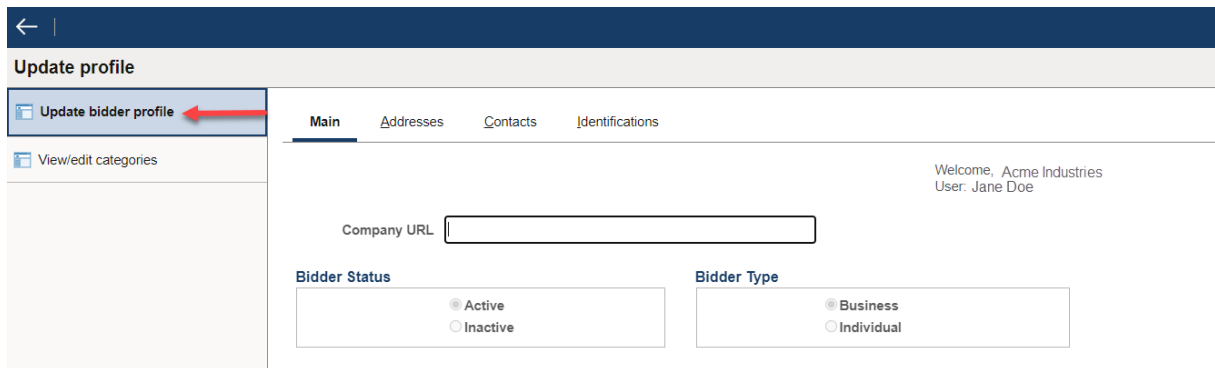 Update profile
Update bidder profile
View/edit categories
Main Addresses Contacts Identifications
Welcome, Acme Industries
User: Jane Doe
Company URL
Bidder Status
Active
Inactive
Bidder Type
Business
Individual